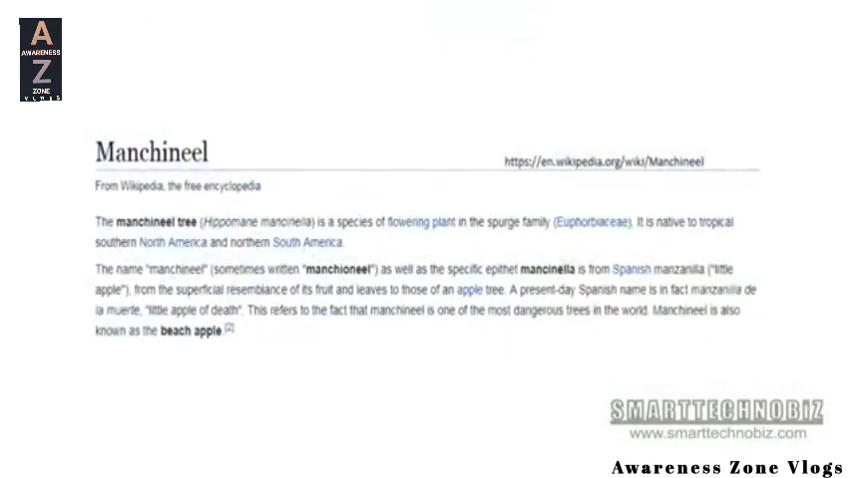 A
AWARENESS
Z
ZONE
VLOGS
Manchineel
https://en.wikipedia.org/wiki/Manchineel
From Wikipedia, the free encyclopedia
The manchineel tree (Hippomane mancinella) is a species of flowering plant in the spurge family (Euphorbiaceae). It is native to tropical
southern North America and northern South America.
The name "manchineel" (sometimes written "manchioneel") as well as the specific epithet mancinella is from Spanish manzanilla ("little
apple"), from the superficial resemblance of its fruit and leaves to those of an apple tree. A present-day Spanish name is in fact manzanilla de
la muerte, "little apple of death". This refers to the fact that manchineel is one of the most dangerous trees in the world. Manchineel is also
known as the beach apple.[2]
SMARTTECHNOBIZ
www.smarttechnobiz.com
Awareness Zone Vlogs